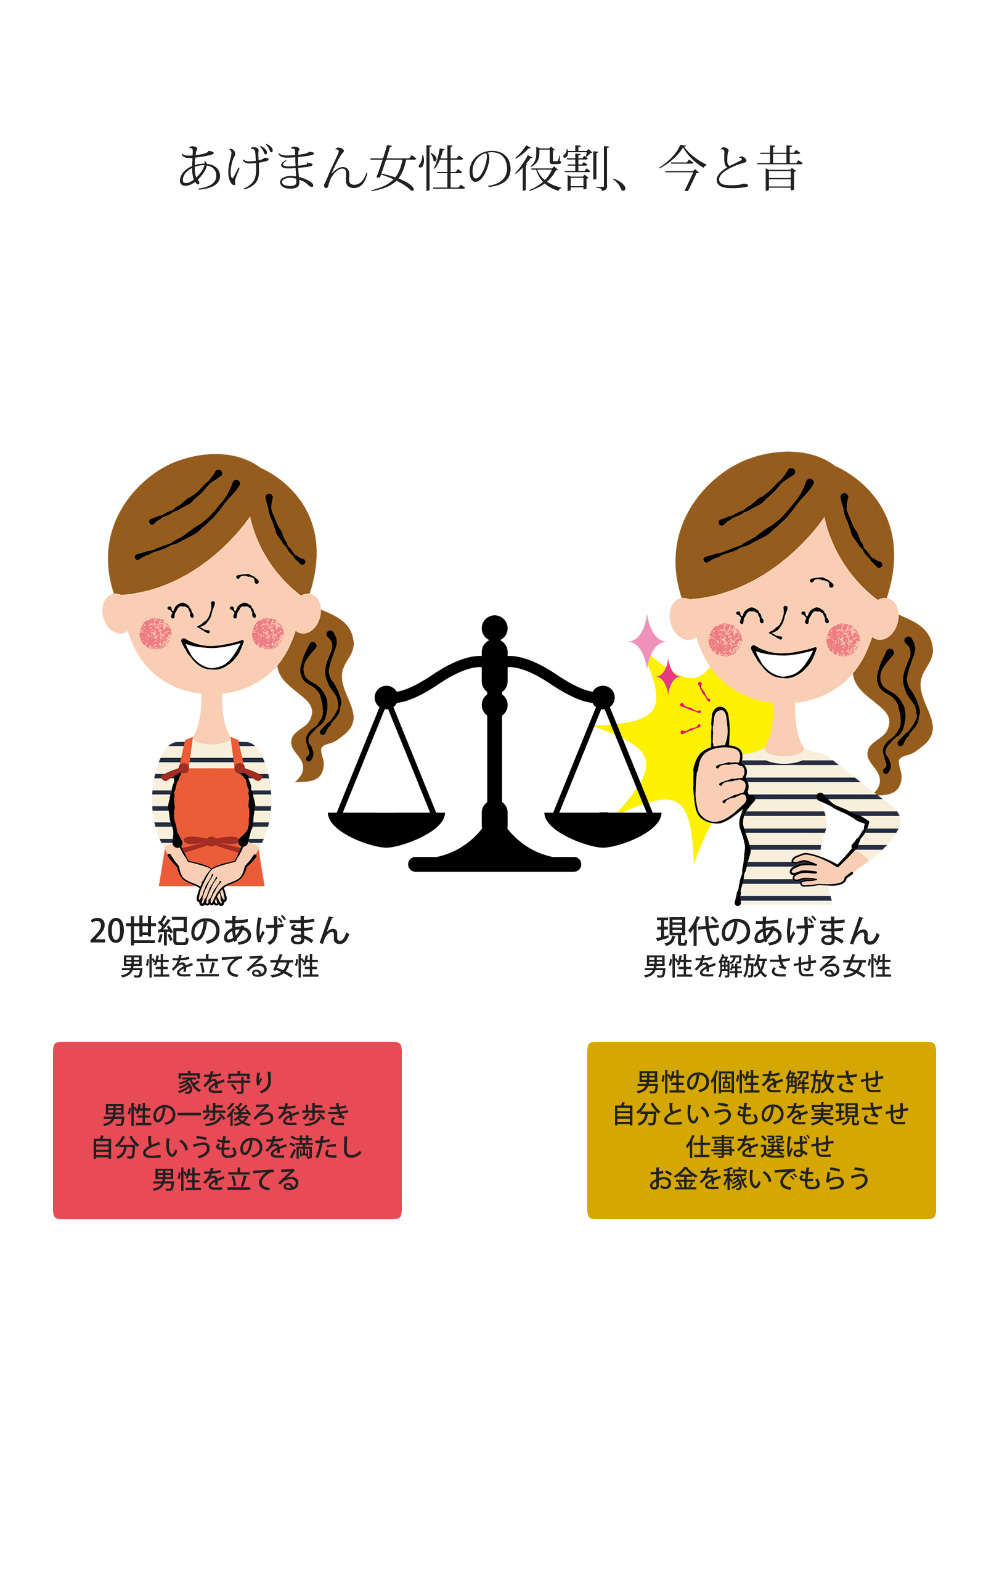 あげまん女性の役割、今と昔
20世紀のあげまん
男性を立てる女性
家を守り
男性の一歩後ろを歩き
自分というものを満たし
男性を立てる
現代のあげまん
男性を解放させる女性
男性の個性を解放させ
自分というものを実現させ
仕事を選ばせ
お金を稼いでもらう